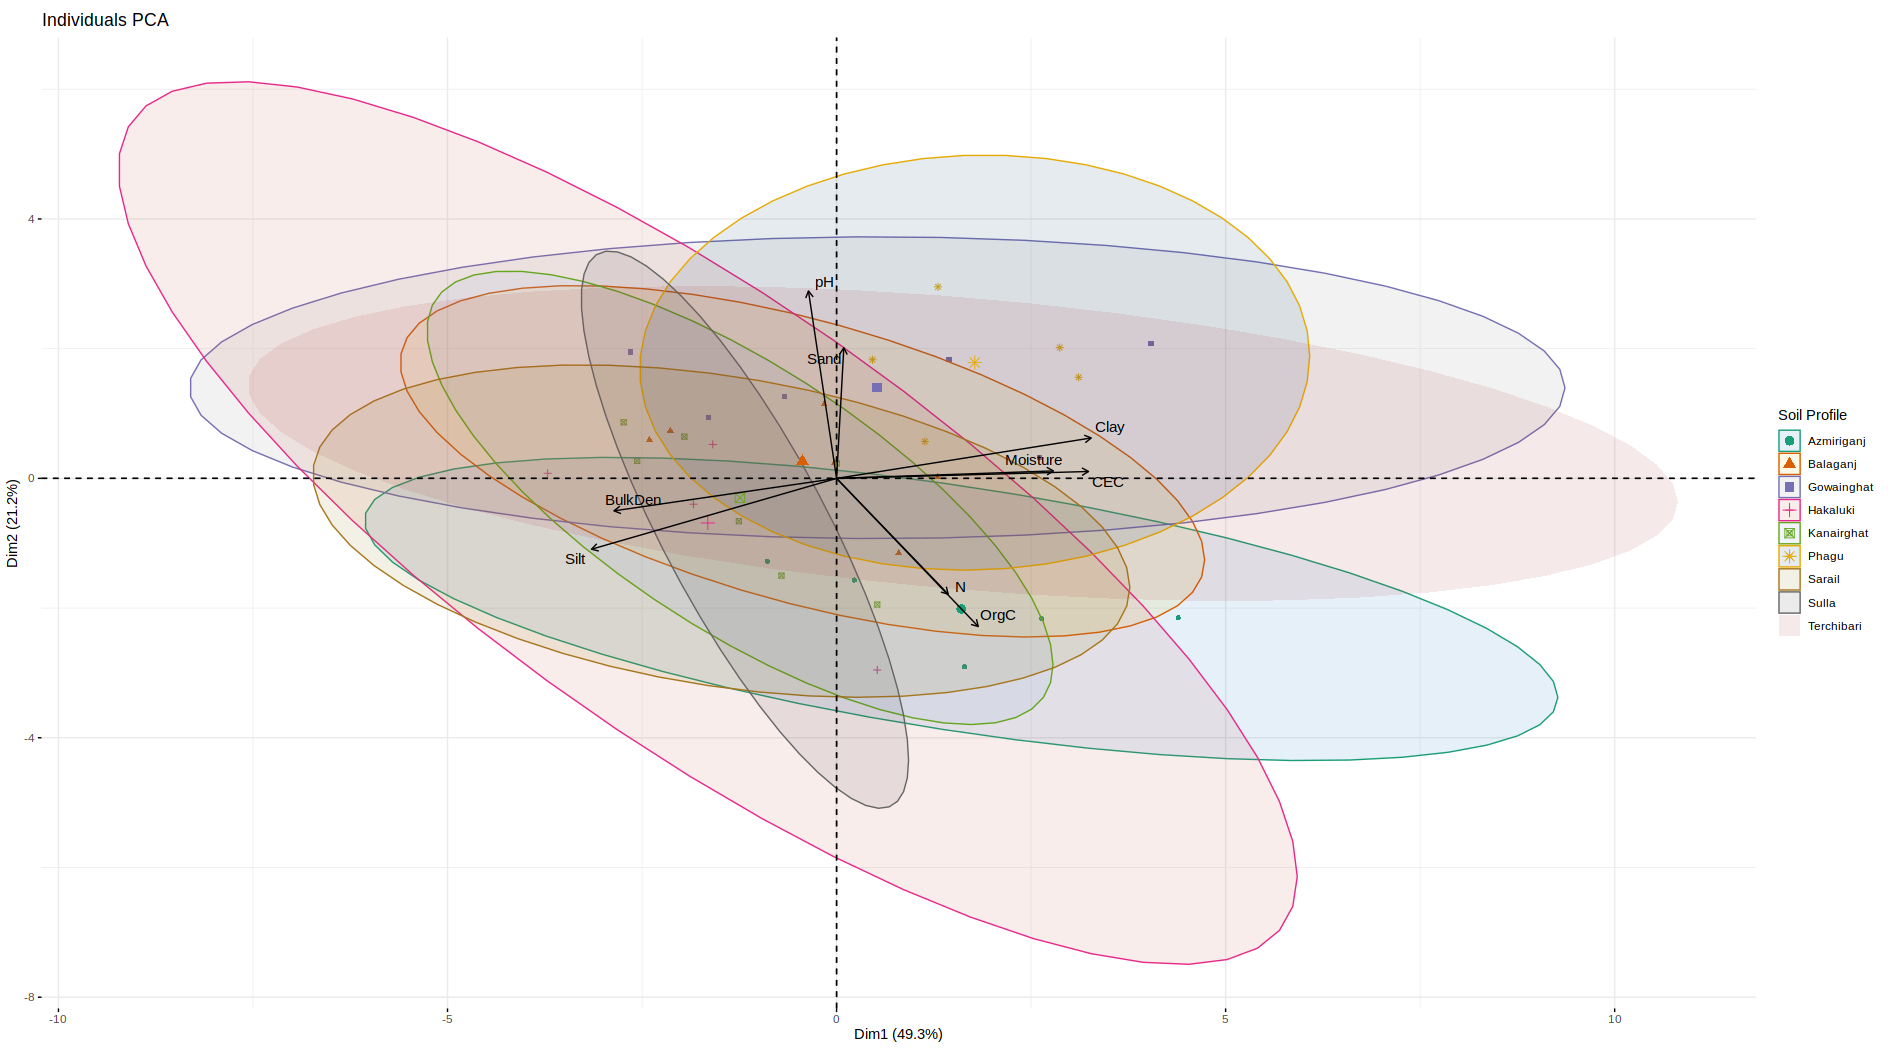 Individuals PCA
4
0
-4
-8
Dim2 (21.2%)
-10
-5
0
5
10
Dim1 (49.3%)
pH
Sand
Clay
Moisture
CEC
BulkDen
Silt
N
OrgC
Soil Profile
Azmiriganj
Balaganj
Gowainghat
Hakaluki
Kanairghat
Phagu
Sarail
Sulla
Terchibari